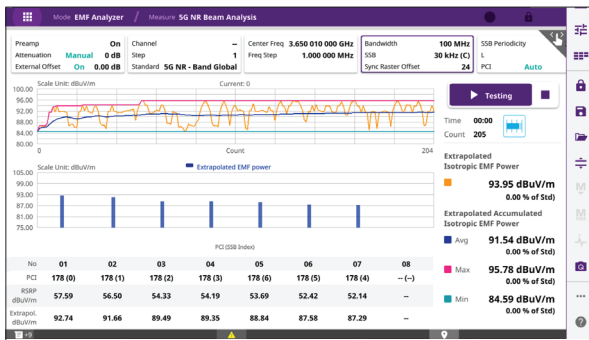 Mode EMF Analyzer / Measure 5G NR Beam Analysis
Preamp On
Attenuation Manual 0 dB
External Offset On 0.00 dB
Channel --
Step 1
Standard 5G NR - Band Global
Center Freq 3.650 010 000 GHz
Freq Step 1.000 000 MHz
Bandwidth 100 MHz
SSB 30 kHz (C)
Sync Raster Offset 24
SSB Periodicity
L
PCI Auto
Scale Unit: dBuV/m Current: 0
100.00
96.00
92.00
88.00
84.00
80.00
0 Count 204
Testing
Time 00:00
Count 205
Scale Unit: dBuV/m Extrapolated EMF power
105.00
99.00
93.00
87.00
81.00
75.00
PCI (SSB Index)
Extrapolated
Isotropic EMF Power
93.95 dBuV/m
0.00 % of Std)
Extrapolated Accumulated
Isotropic EMF Power
Avg 91.54 dBuV/m
0.00 % of Std)
Max 95.78 dBuV/m
0.00 % of Std)
Min 84.59 dBuV/m
0.00 % of Std)
No 01 02 03 04 05 06 07 08
PCI 178 (0) 178 (1) 178 (2) 178 (3) 178 (6) 178 (5) 178 (4) -- (--)
RSRP
dBuV/m 57.59 56.50 54.33 54.19 53.69 52.42 52.14 --
Extrapol.
dBuV/m 92.74 91.66 89.49 89.35 88.84 87.58 87.29 --
+9
M
M